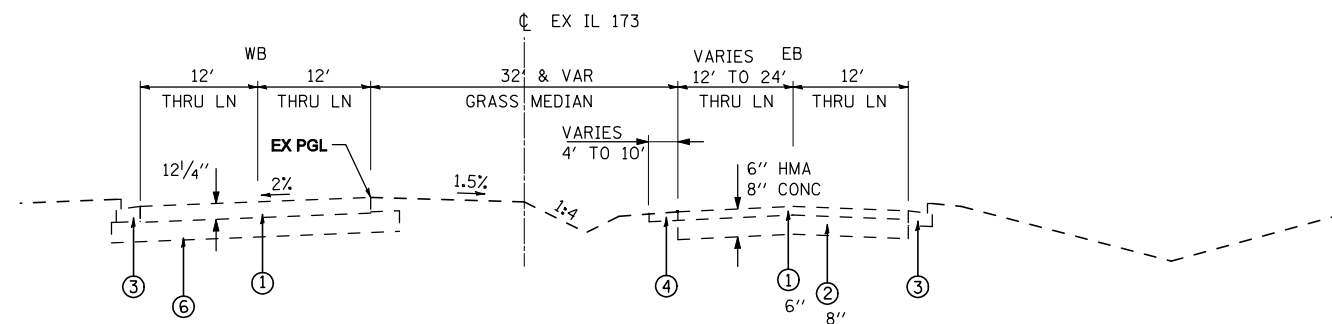 ℄ EX IL 173
WB
VARIES EB
12' 12' 32' & VAR 12' TO 24' 12'
THRU LN THRU LN GRASS MEDIAN THRU LN THRU LN
VARIES
4' TO 10'
EX PGL
12¼''
2%
1.5%
1:4
6'' HMA
8'' CONC
3 6 1 4 1 2 3
6''
8''